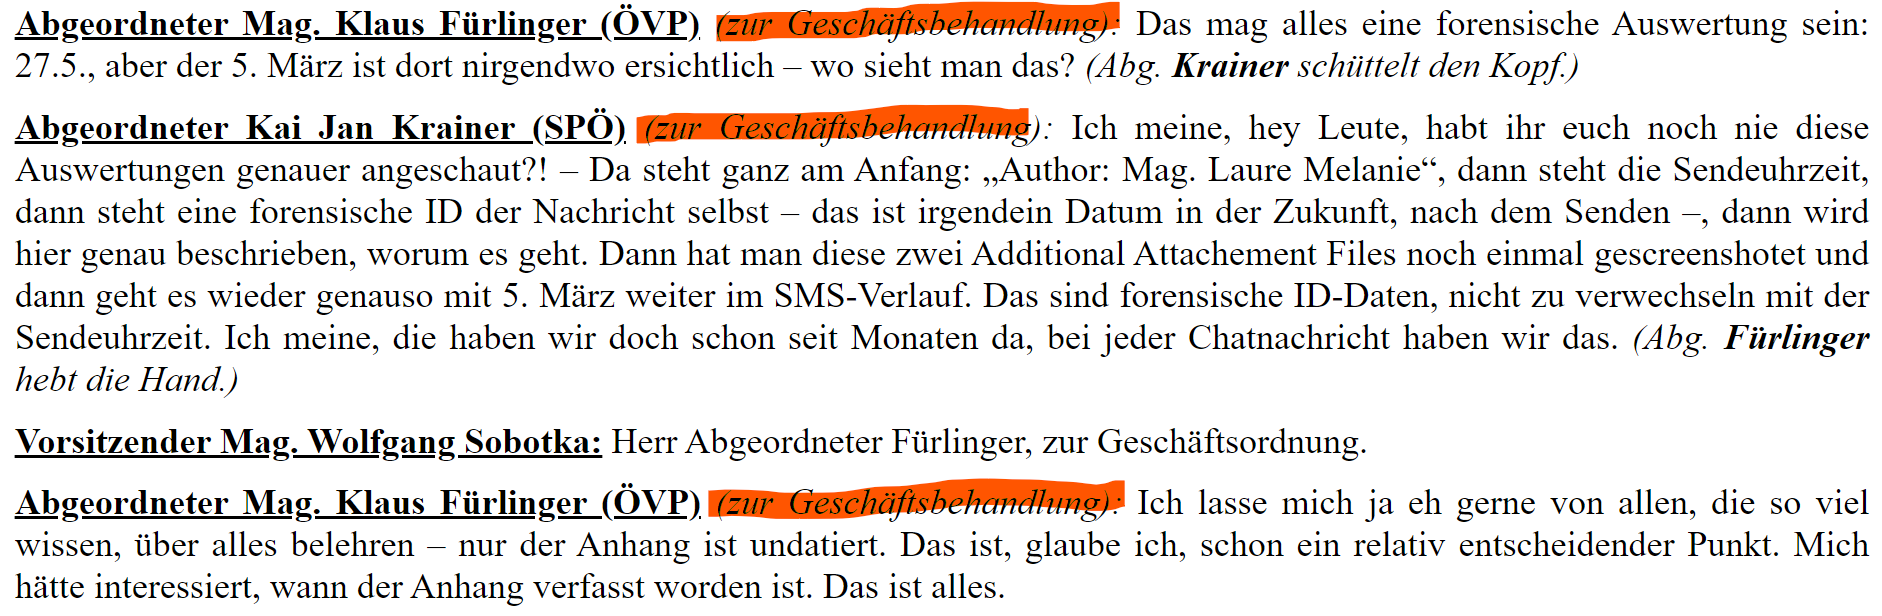 Abgeordneter Mag. Klaus Fürlinger (ÖVP) (zur Geschäftsbehandlung): Das mag alles eine forensische Auswertung sein:
27.5., aber der 5. März ist dort nirgendwo ersichtlich – wo sieht man das? (Abg. Krainer schüttelt den Kopf.)
Abgeordneter Kai Jan Krainer (SPÖ) (zur Geschäftsbehandlung): Ich meine, hey Leute, habt ihr euch noch nie diese
Auswertungen genauer angeschaut?! – Da steht ganz am Anfang: „Author: Mag. Laure Melanie“, dann steht die Sendeuhrzeit,
dann steht eine forensische ID der Nachricht selbst – das ist irgendein Datum in der Zukunft, nach dem Senden –, dann wird
hier genau beschrieben, worum es geht. Dann hat man diese zwei Additional Attachement Files noch einmal gescreenshotet und
dann geht es wieder genauso mit 5. März weiter im SMS-Verlauf. Das sind forensische ID-Daten, nicht zu verwechseln mit der
Sendeuhrzeit. Ich meine, die haben wir doch schon seit Monaten da, bei jeder Chatnachricht haben wir das. (Abg. Fürlinger
hebt die Hand.)
Vorsitzender Mag. Wolfgang Sobotka: Herr Abgeordneter Fürlinger, zur Geschäftsordnung.
Abgeordneter Mag. Klaus Fürlinger (ÖVP) (zur Geschäftsbehandlung): Ich lasse mich ja eh gerne von allen, die so viel
wissen, über alles belehren – nur der Anhang ist undatiert. Das ist, glaube ich, schon ein relativ entscheidender Punkt. Mich
hätte interessiert, wann der Anhang verfasst worden ist. Das ist alles.